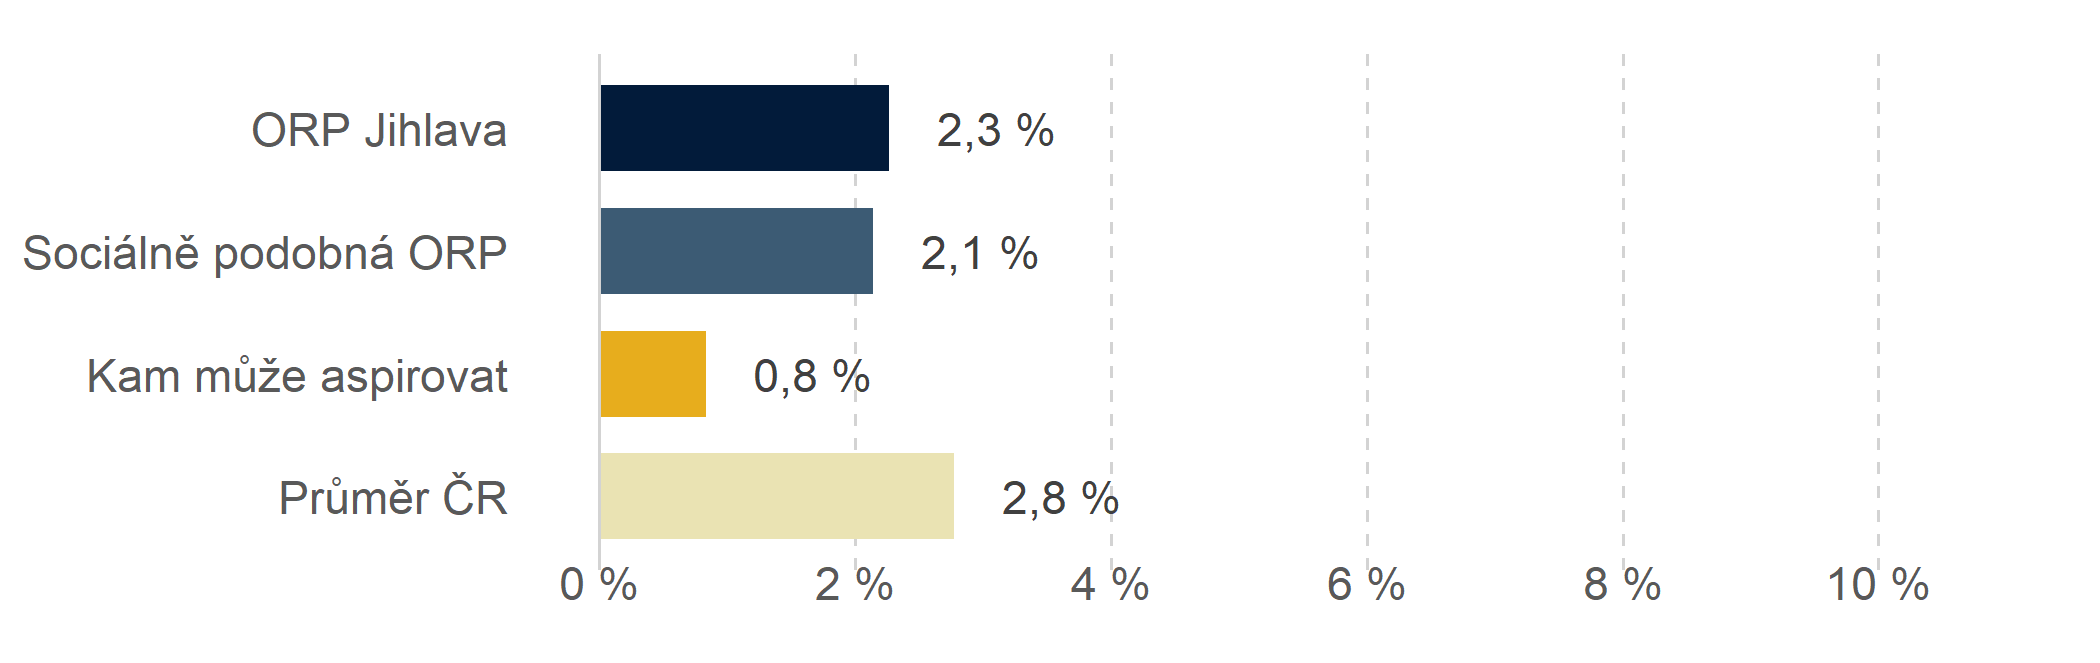 ORP Jihlava 2,3 %
Sociálně podobná ORP 2,1 %
Kam může aspirovat 0,8 %
Průměr ČR 2,8 %
0 % 2 % 4 % 6 % 8 % 10 %